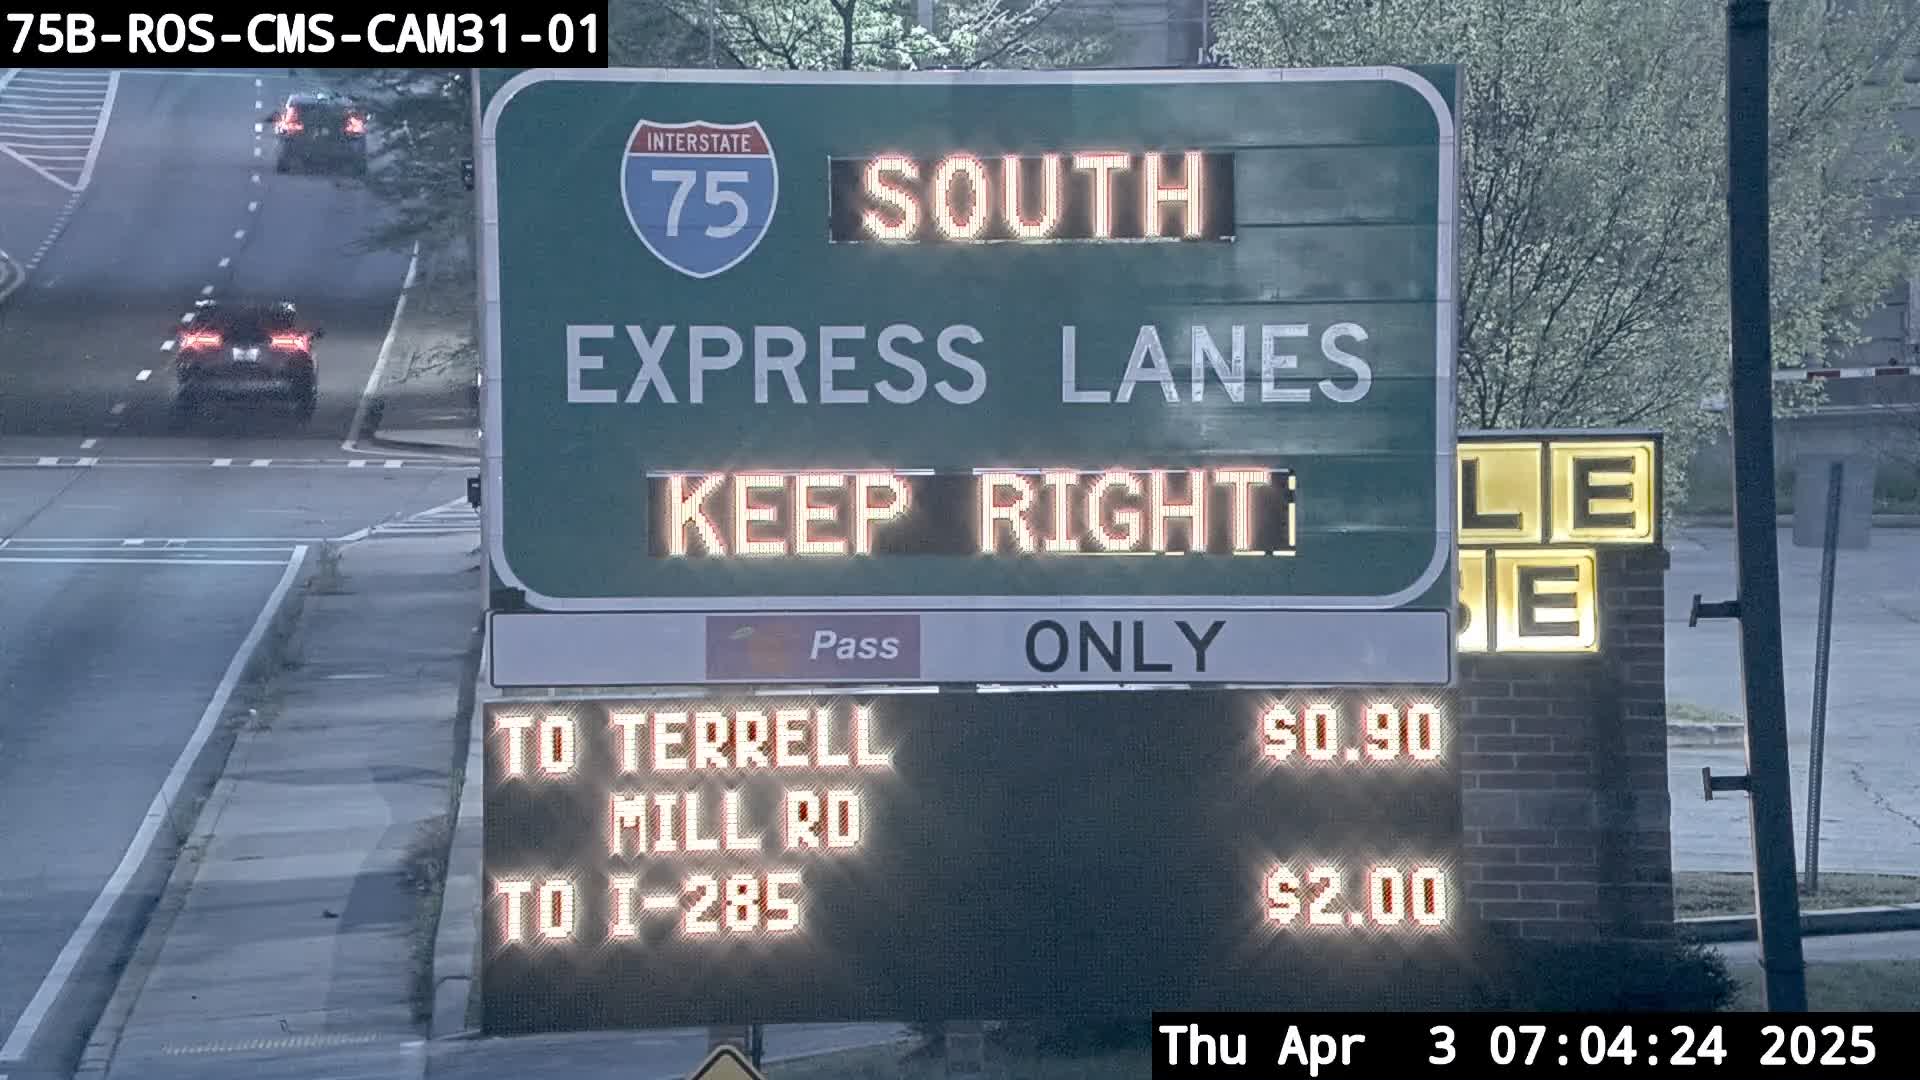 75B-ROS-CMS-CAM31-01
INTERSTATE
75
SOUTH
EXPRESS LANES
KEEP RIGHT
Pass ONLY
TO TERRELL $0.90
MILL RD
TO I-285 $2.00
LE
E
Thu Apr 3 07:04:24 2025